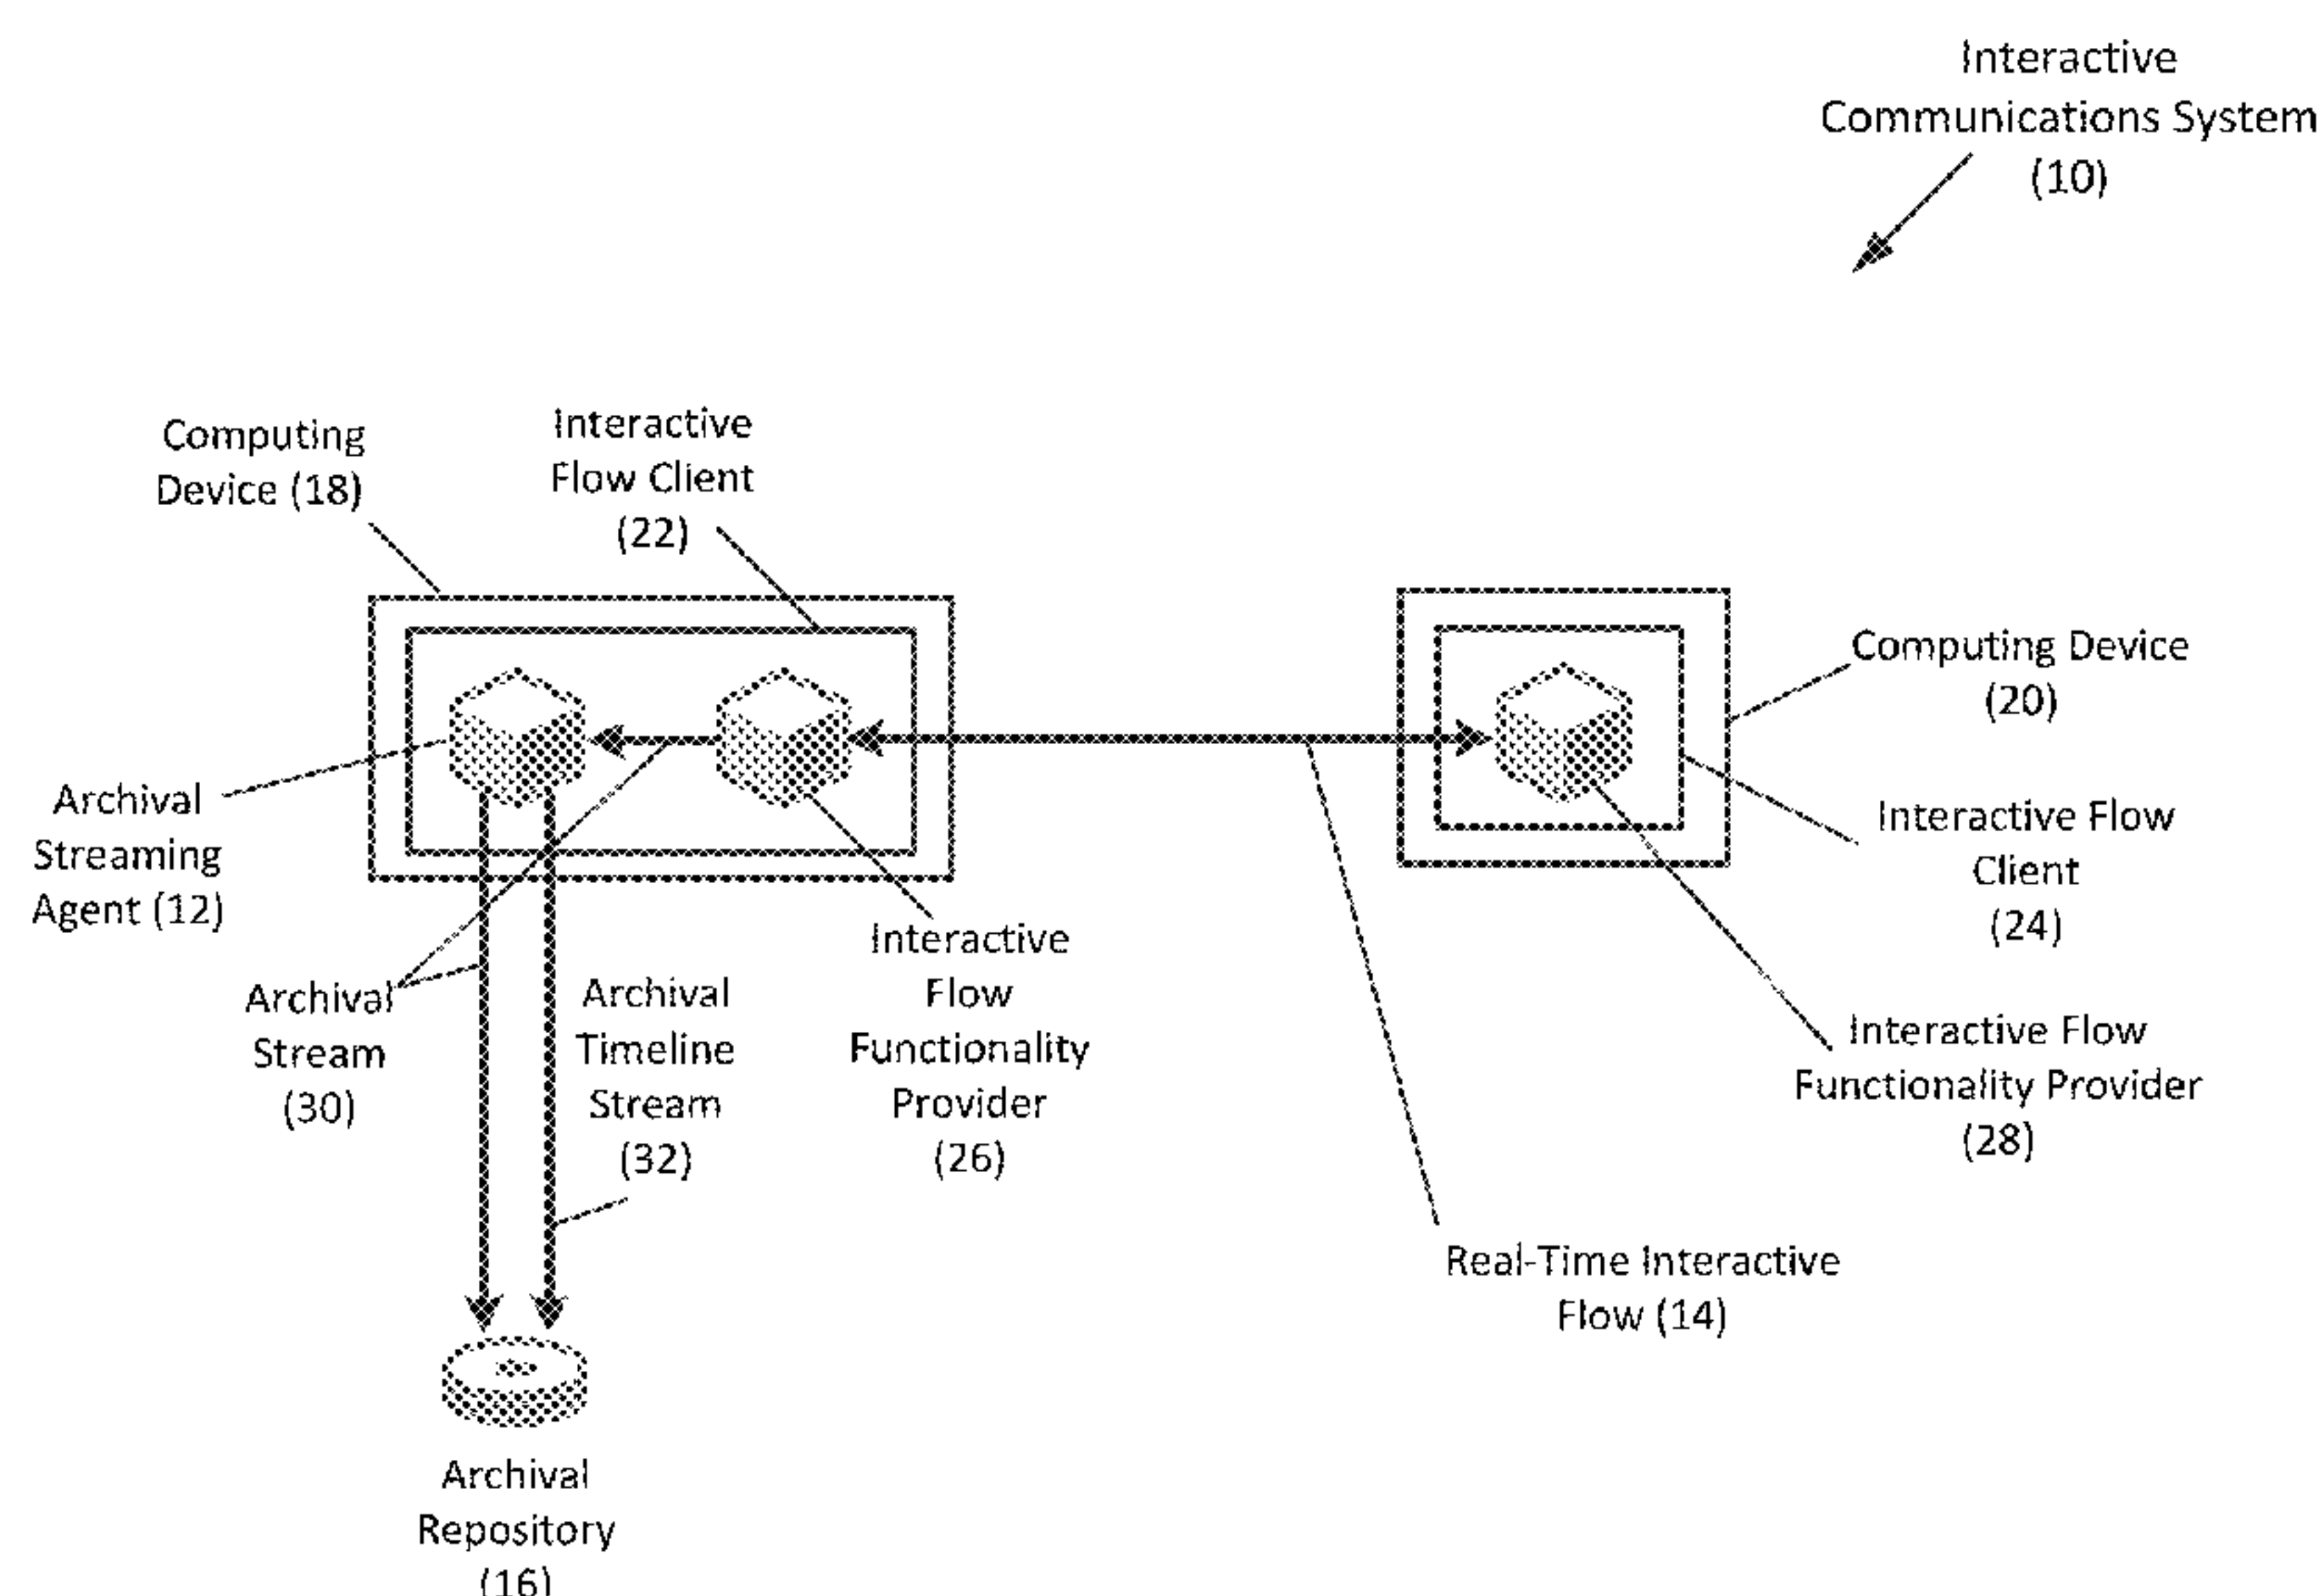 Interactive
Communications System
(10)
Computing
Device (18)
Interactive
Flow Client
(22)
Computing Device
(20)
Archival
Streaming
Agent (12)
Interactive Flow
Client
(24)
Archival
Stream
(30)
Archival
Timeline
Stream
(32)
Interactive
Flow
Functionality
Provider
(26)
Interactive Flow
Functionality Provider
(28)
Real-Time Interactive
Flow (14)
Archival
Repository
(16)